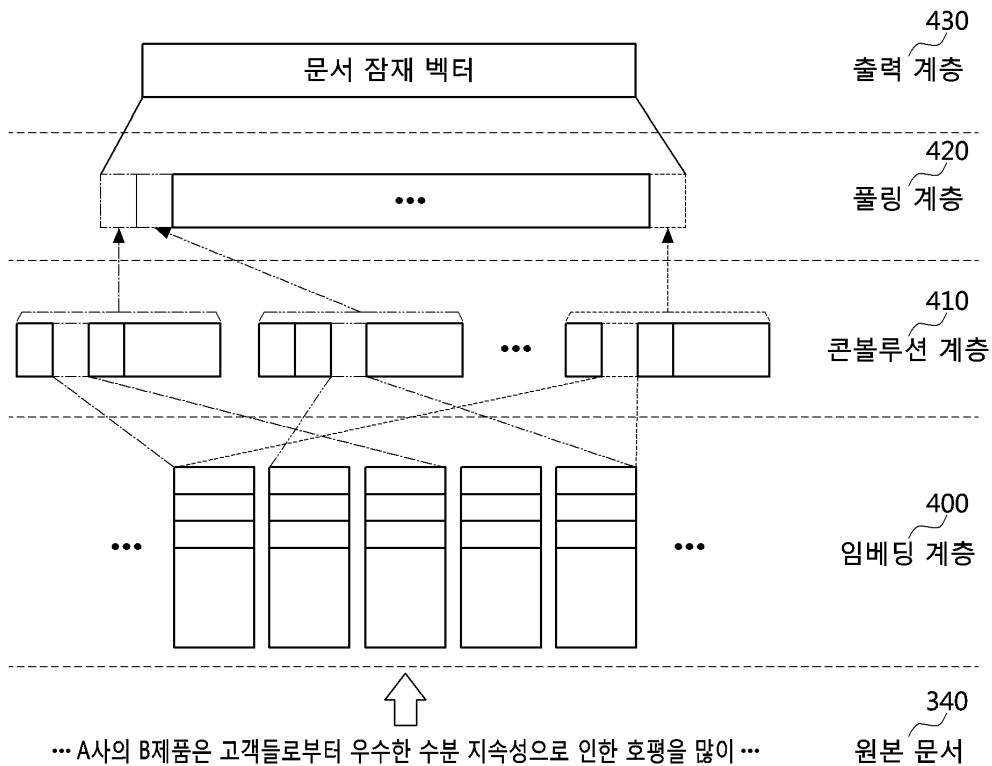 430
문서 잠재 벡터
출력 계층
420
풀링 계층
•••
410
콘볼루션 계층
•••
400
임베딩 계층
••• •••
340
••• A사의 B제품은 고객들로부터 우수한 수분 지속성으로 인한 호평을 많이 •••
원본 문서